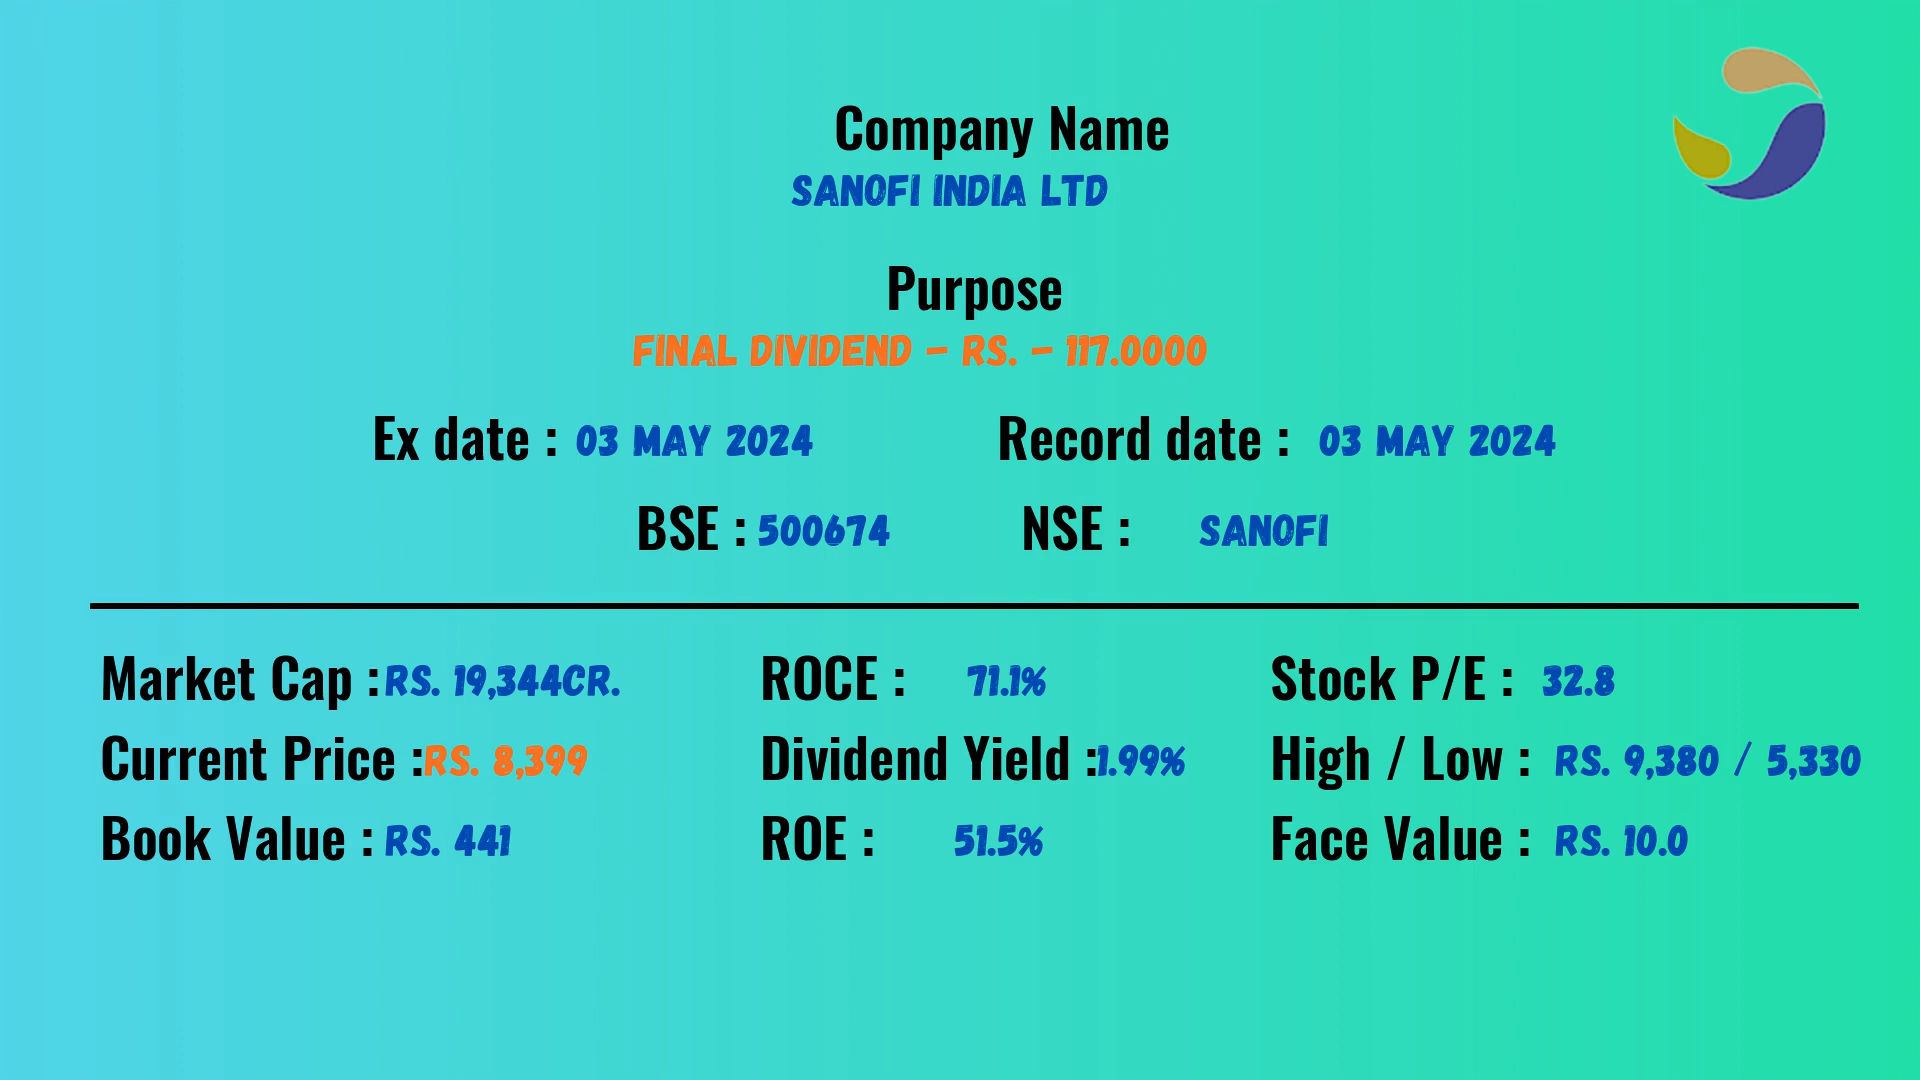 Company Name
SANOFI INDIA LTD
Purpose
FINAL DIVIDEND - RS. - 117.0000
Ex date : 03 MAY 2024 Record date : 03 MAY 2024
BSE : 500674 NSE : SANOFI
Market Cap : RS. 19,344CR. ROCE : 71.1% Stock P/E : 32.8
Current Price : RS. 8,399 Dividend Yield : 1.99% High / Low : RS. 9,380 / 5,330
Book Value : RS. 441 ROE : 51.5% Face Value : RS. 10.0